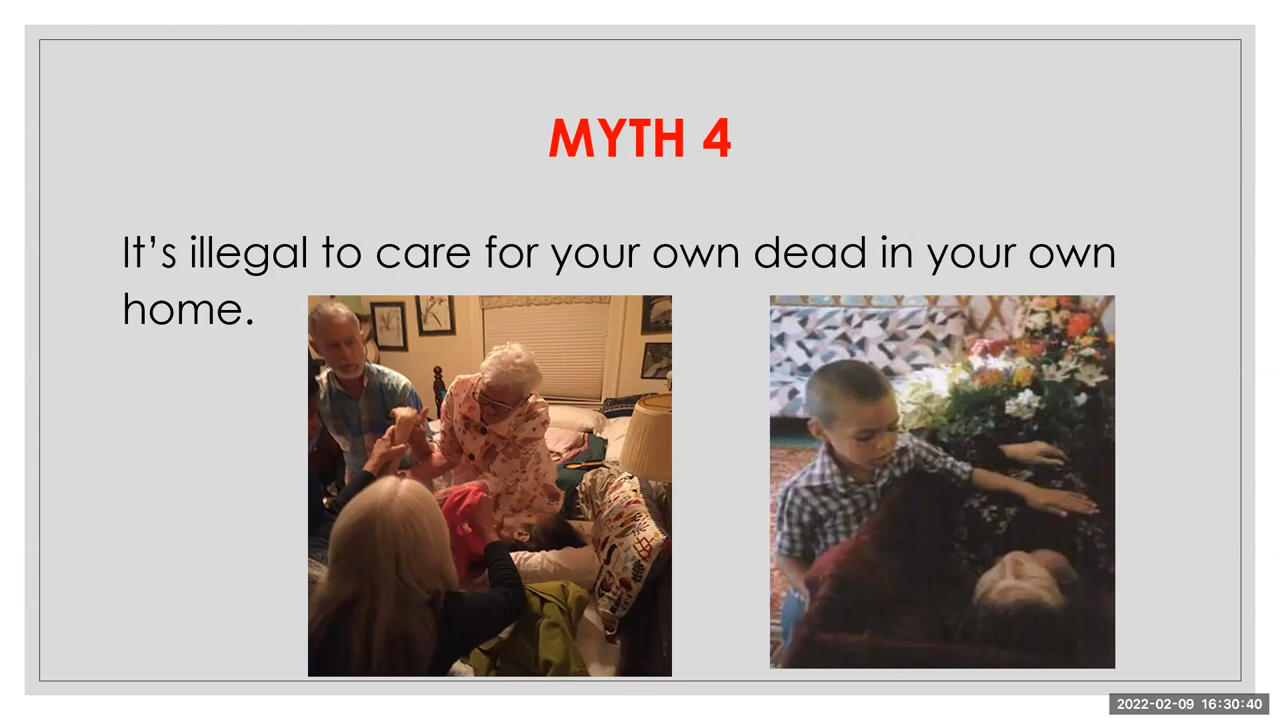 MYTH 4
It’s illegal to care for your own dead in your own
home.
2022-02-09 16:30:40